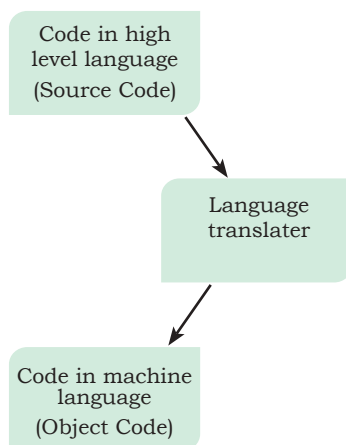 Code in high
level language
(Source Code)
Language
translater
Code in machine
language
(Object Code)